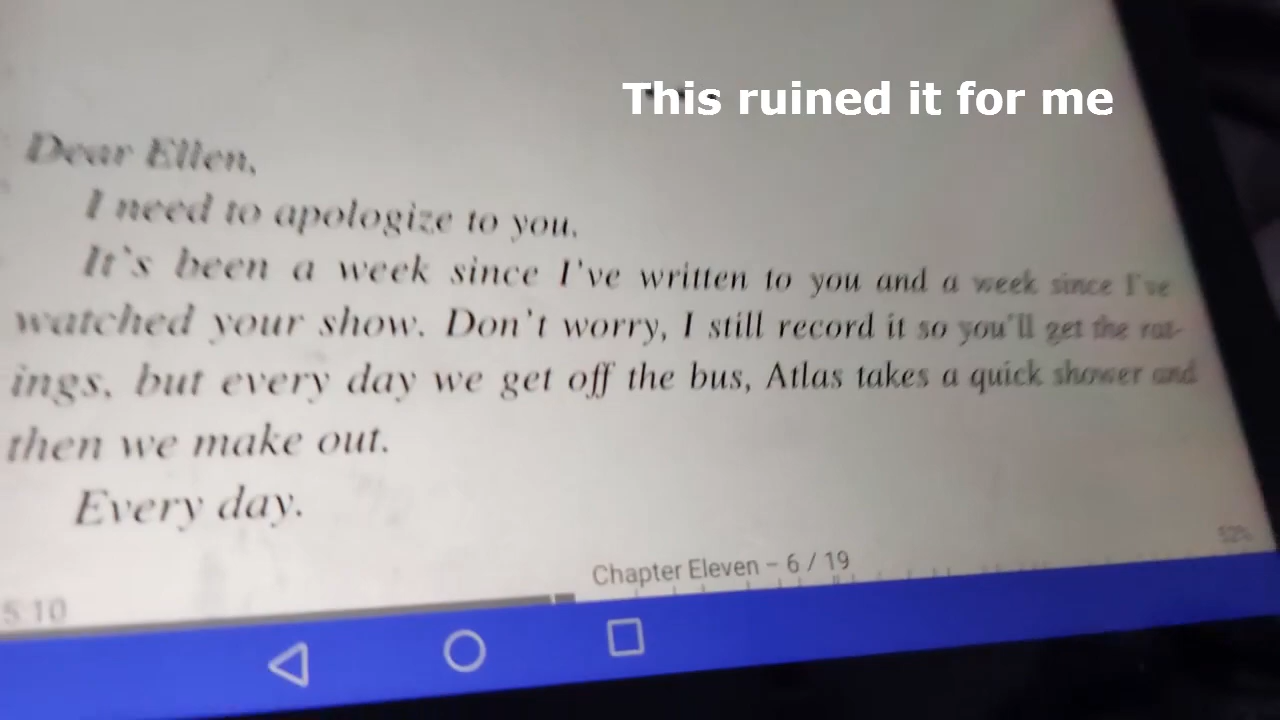 This ruined it for me
Dear Ellen,
I need to apologize to you.
It's been a week since I've written to you and a week since I've
watched your show. Don't worry, I still record it so you'll get the rat-
ings, but every day we get off the bus, Atlas takes a quick shower and
then we make out.
Every day.
52%
Chapter Eleven – 6 / 19
5:10